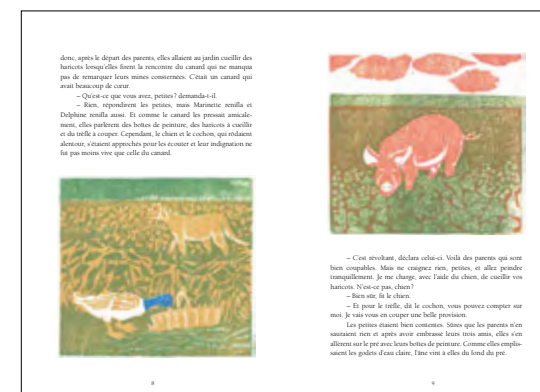 donc, après le départ des parents, elles allaient au jardin cueillir des
haricots lorsqu'elles firent la rencontre du canard qui ne manqua
pas de remarquer leurs mines consternées. C'était un canard qui
avait beaucoup de cœur.
– Qu'est-ce que vous avez, petites ? demanda-t-il.
– Rien, répondirent les petites, mais Marinette renifla et
Delphine renifla aussi. Et comme le canard les pressait amicale-
ment, elles parlèrent des boîtes de peinture, des haricots à cueillir
et du trèfle à couper. Cependant, le chien et le cochon, qui rôdaient
alentour, s'étaient approchés pour les écouter et leur indignation ne
fut pas moins vive que celle du canard.
8
– C'est révoltant, déclara celui-ci. Voilà des parents qui sont
bien coupables. Mais ne craignez rien, petites, et allez peindre
tranquillement. Je me charge, avec l'aide du chien, de cueillir vos
haricots. N'est-ce pas, chien ?
– Bien sûr, fit le chien.
– Et pour le trèfle, dit le cochon, vous pouvez compter sur
moi. Je vais vous en couper une belle provision.
Les petites étaient bien contentes. Sûres que les parents n'en
sauraient rien et après avoir embrassé leurs trois amis, elles s'en
allèrent sur le pré avec leurs boîtes de peinture. Comme elles emplis-
saient les godets d'eau claire, l'âne vint à elles du fond du pré.
9